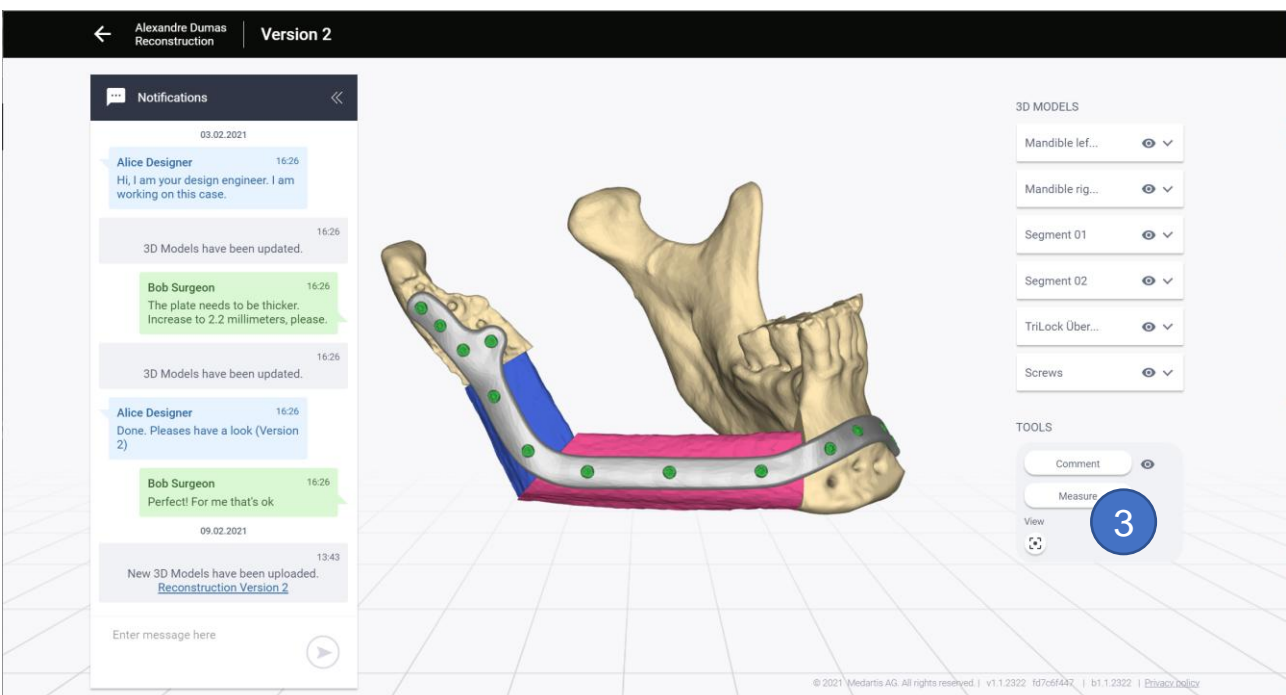 Alexandre Dumas
Reconstruction
Version 2
Notifications
03.02.2021
Alice Designer 16:26
Hi, I am your design engineer. I am
working on this case.
16:26
3D Models have been updated.
Bob Surgeon 16:26
The plate needs to be thicker.
Increase to 2.2 millimeters, please.
16:26
3D Models have been updated.
Alice Designer 16:26
Done. Pleases have a look (Version
2)
Bob Surgeon 16:26
Perfect! For me that's ok
09.02.2021
13:43
New 3D Models have been uploaded.
Reconstruction Version 2
Enter message here
3D MODELS
Mandible lef...
Mandible rig...
Segment 01
Segment 02
TriLock Über...
Screws
TOOLS
Comment
Measure
View
3
© 2021 Medartis AG. All rights reserved. | v1.1.2322 fd7c6f447 | b1.1.2322 | Privacy policy